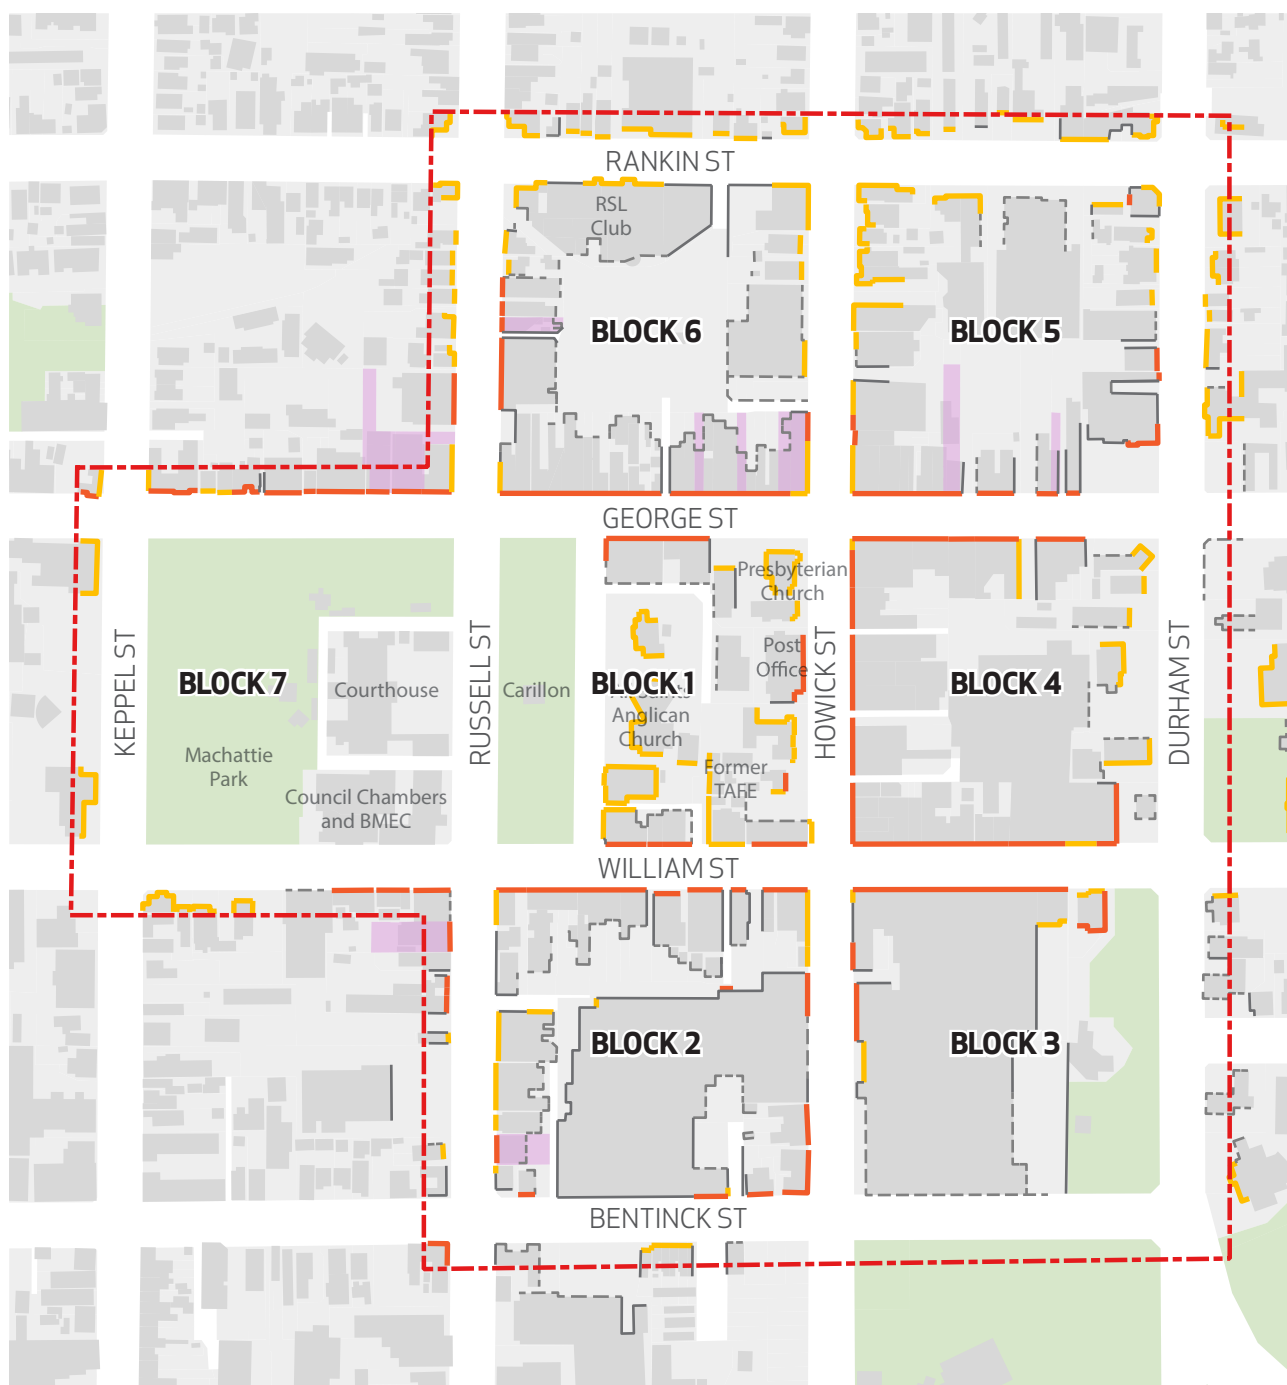 RANKIN ST
RSL
Club
BLOCK 6
BLOCK 5
GEORGE ST
Presbyterian
Church
KEPPEL ST
BLOCK 7
Courthouse
RUSSELL ST
Carillon
BLOCK 1
All Saints
Anglican
Church
Post
Office
HOWICK ST
BLOCK 4
DURHAM ST
Machattie
Park
Council Chambers
and BMEC
Former
TAFE
WILLIAM ST
BLOCK 2
BLOCK 3
BENTINCK ST